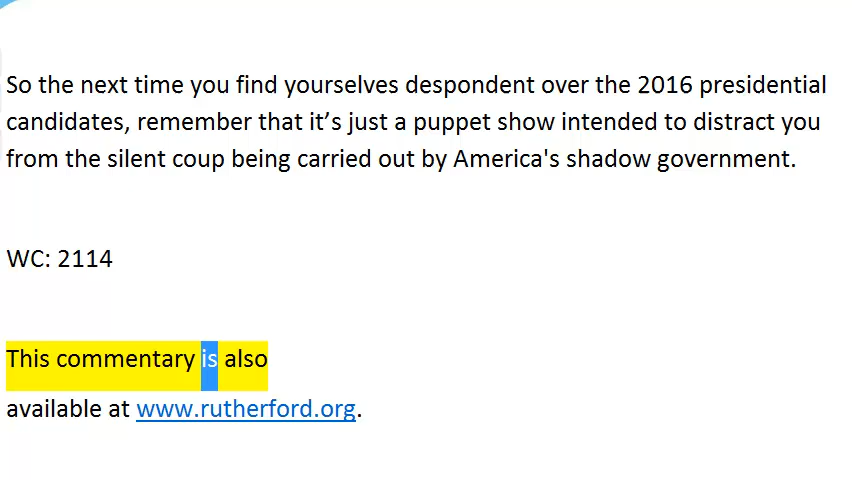 So the next time you find yourselves despondent over the 2016 presidential
candidates, remember that it’s just a puppet show intended to distract you
from the silent coup being carried out by America's shadow government.
WC: 2114
This commentary is also
available at www.rutherford.org.